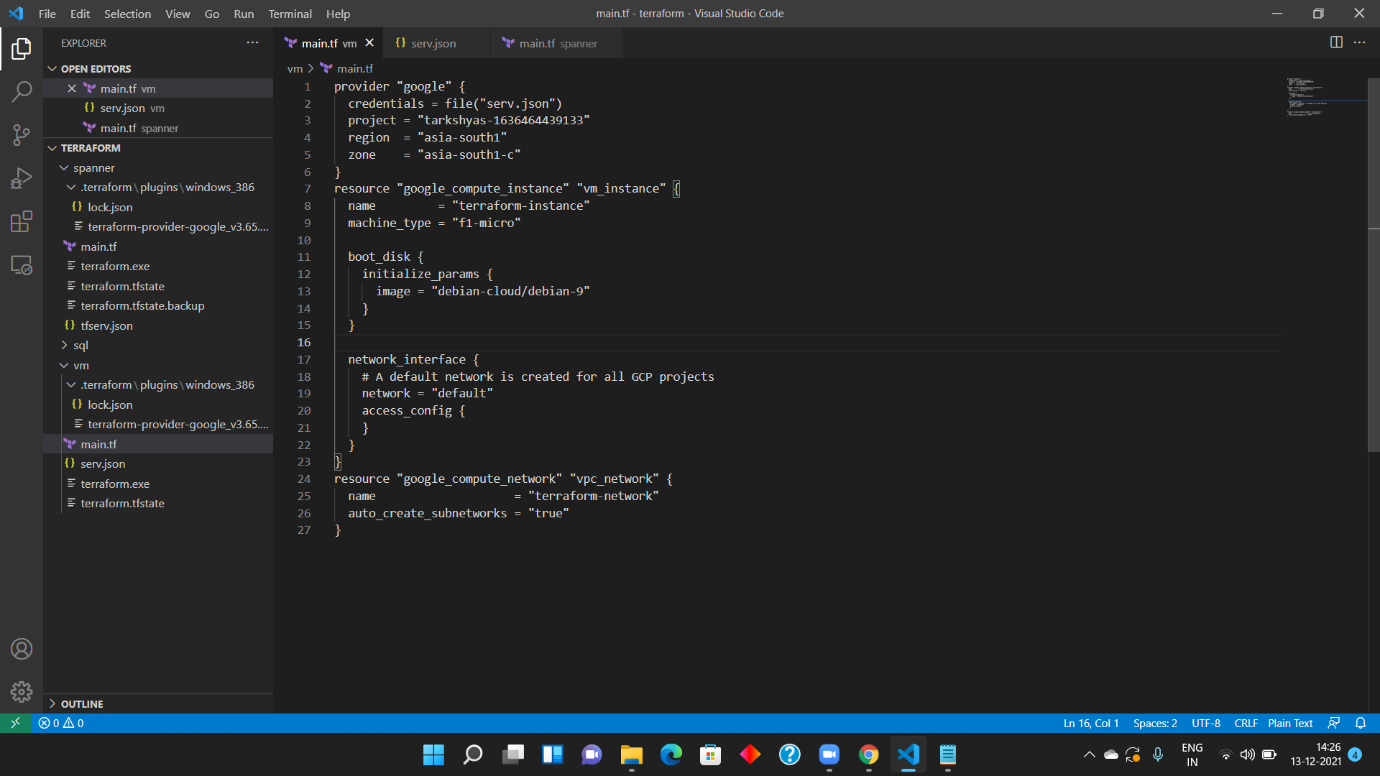 File Edit Selection View Go Run Terminal Help
main.tf - terraform - Visual Studio Code
EXPLORER
OPEN EDITORS
main.tf vm
serv.json vm
main.tf spanner
TERRAFORM
spanner
.terraform \ plugins \ windows_386
lock.json
terraform-provider-google_v3.65....
main.tf
terraform.exe
terraform.tfstate
terraform.tfstate.backup
tfserv.json
sql
vm
.terraform \ plugins \ windows_386
lock.json
terraform-provider-google_v3.65....
main.tf
serv.json
terraform.exe
terraform.tfstate
OUTLINE
main.tf vm
serv.json
main.tf spanner
vm > main.tf
1 provider "google" {
2 credentials = file("serv.json")
3 project = "tarkshyas-1636464439133"
4 region  = "asia-south1"
5 zone    = "asia-south1-c"
6 }
7 resource "google_compute_instance" "vm_instance" {
8 name         = "terraform-instance"
9 machine_type = "f1-micro"
10
11 boot_disk {
12 initialize_params {
13 image = "debian-cloud/debian-9"
14 }
15 }
16
17 network_interface {
18 # A default network is created for all GCP projects
19 network = "default"
20 access_config {
21 }
22 }
23 }
24 resource "google_compute_network" "vpc_network" {
25 name                    = "terraform-network"
26 auto_create_subnetworks = "true"
27 }
0 0
Ln 16, Col 1 Spaces: 2 UTF-8 CRLF Plain Text
ENG
IN
14:26
13-12-2021
4